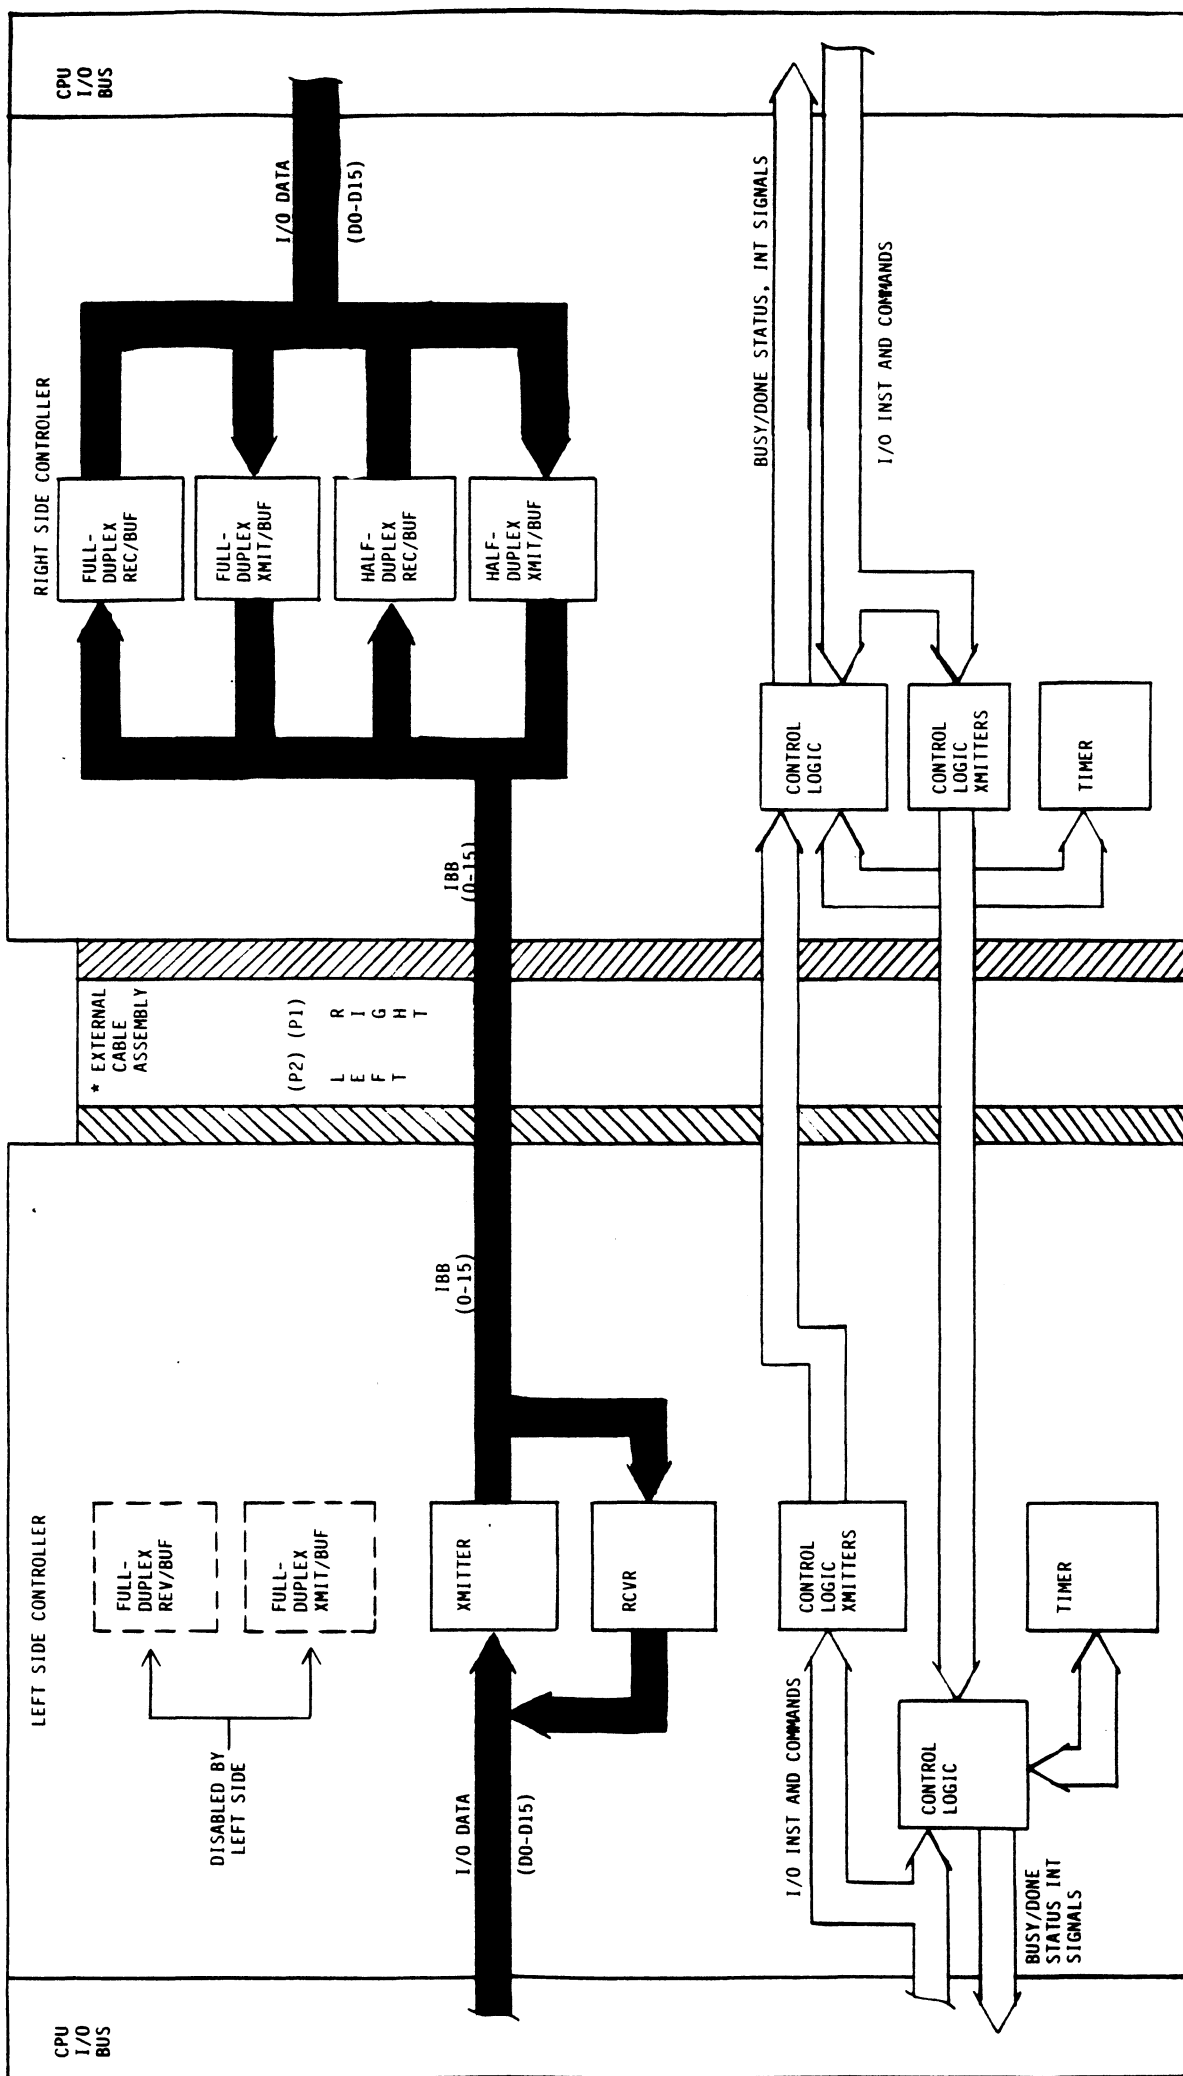 CPU
I/O
BUS
LEFT SIDE CONTROLLER
DISABLED BY
LEFT SIDE
FULL-
DUPLEX
REV/BUF
FULL-
DUPLEX
XMIT/BUF
I/O DATA
(D0-D15)
XMITTER
RCVR
IBB
(0-15)
I/O INST AND COMMANDS
CONTROL
LOGIC
XMITTERS
CONTROL
LOGIC
TIMER
BUSY/DONE
STATUS INT
SIGNALS
* EXTERNAL
CABLE
ASSEMBLY
(P2) (P1)
L R
E I
F G
T H
T
RIGHT SIDE CONTROLLER
IBB
(0-15)
FULL-
DUPLEX
REC/BUF
FULL-
DUPLEX
XMIT/BUF
HALF-
DUPLEX
REC/BUF
HALF-
DUPLEX
XMIT/BUF
I/O DATA
(D0-D15)
CONTROL
LOGIC
CONTROL
LOGIC
XMITTERS
TIMER
BUSY/DONE STATUS, INT SIGNALS
I/O INST AND COMMANDS
CPU
I/O
BUS